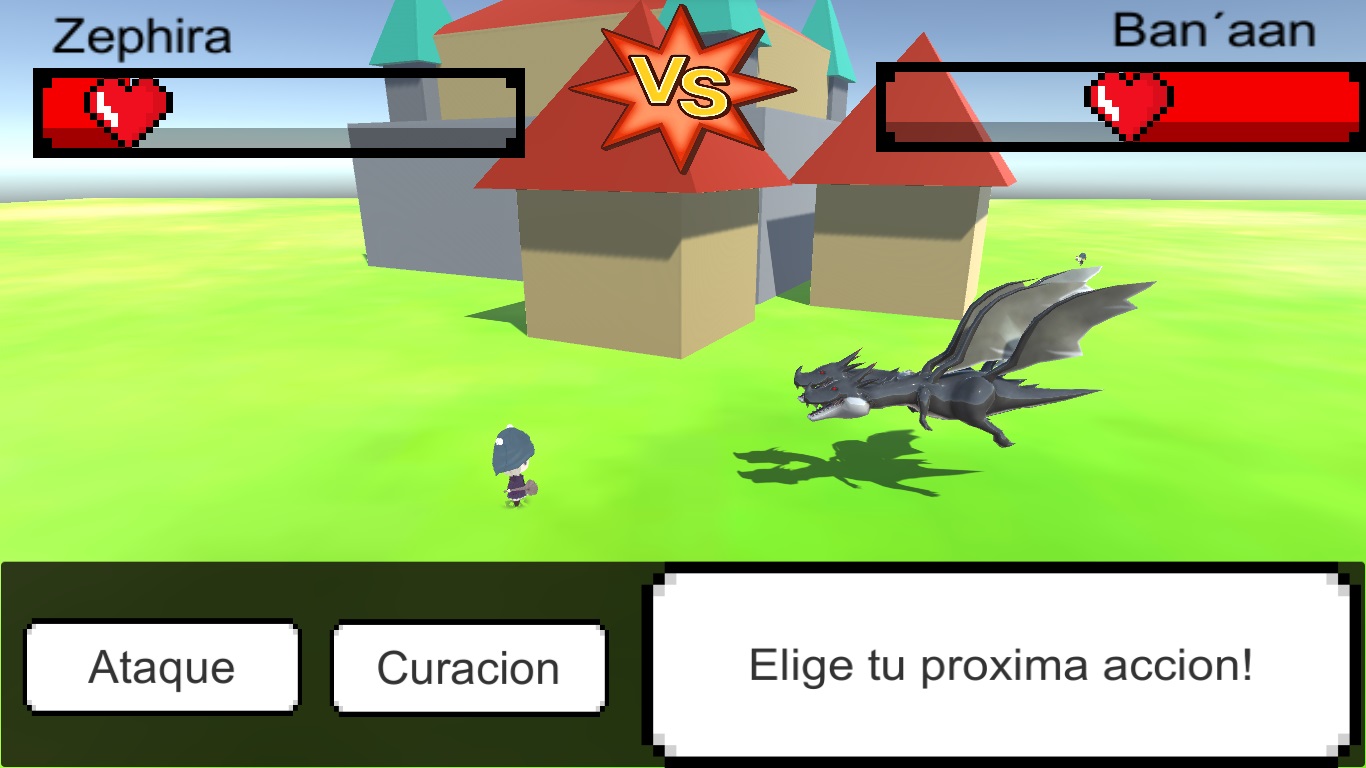 Zephira
VS
Ban´aan
Ataque
Curacion
Elige tu proxima accion!